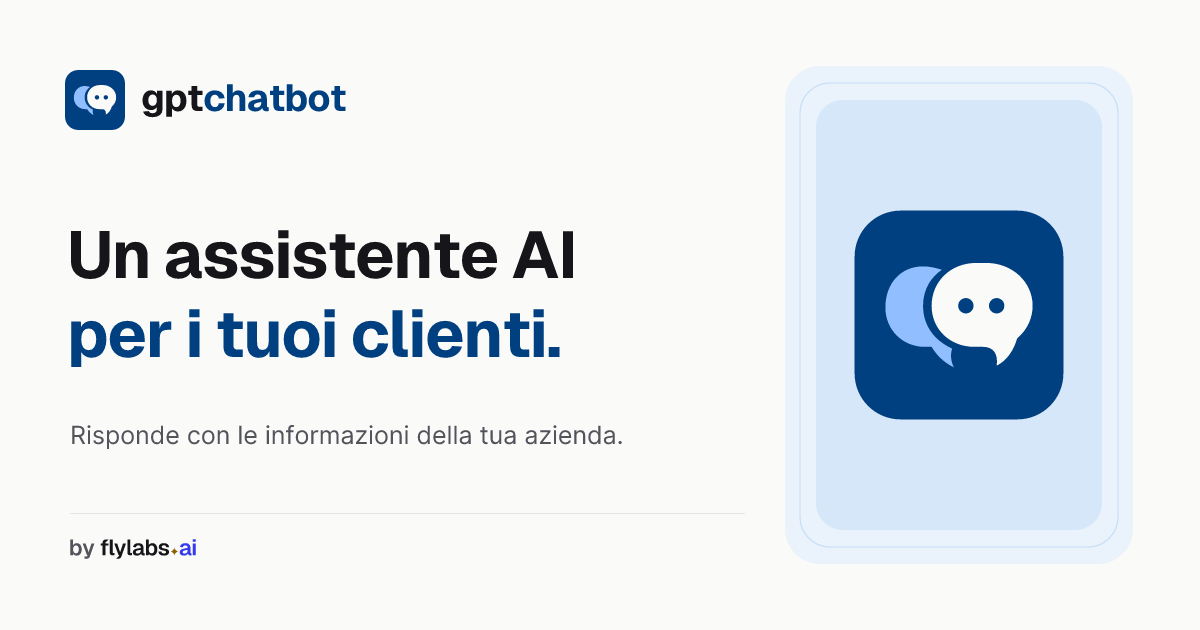 gptchatbot
Un assistente AI
per i tuoi clienti.
Risponde con le informazioni della tua azienda.
by flylabs.ai